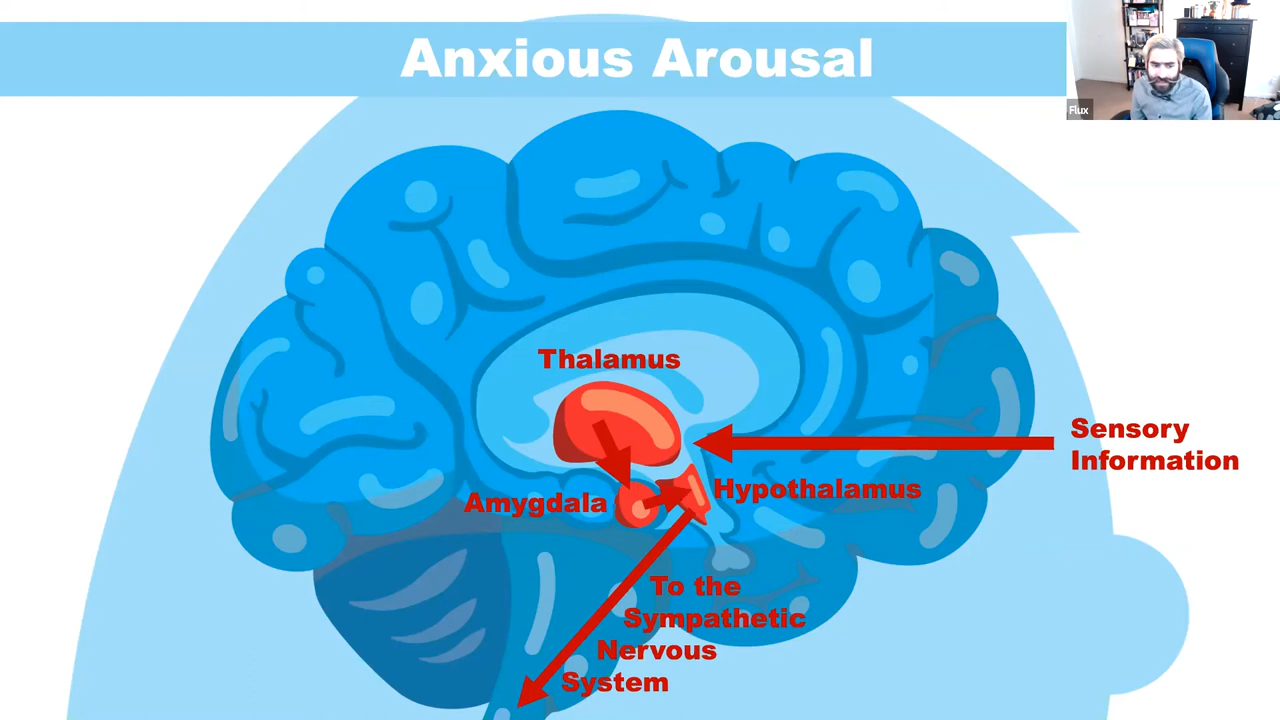 Anxious Arousal
Flux
Thalamus
Sensory
Information
Amygdala
Hypothalamus
To the
Sympathetic
Nervous
System